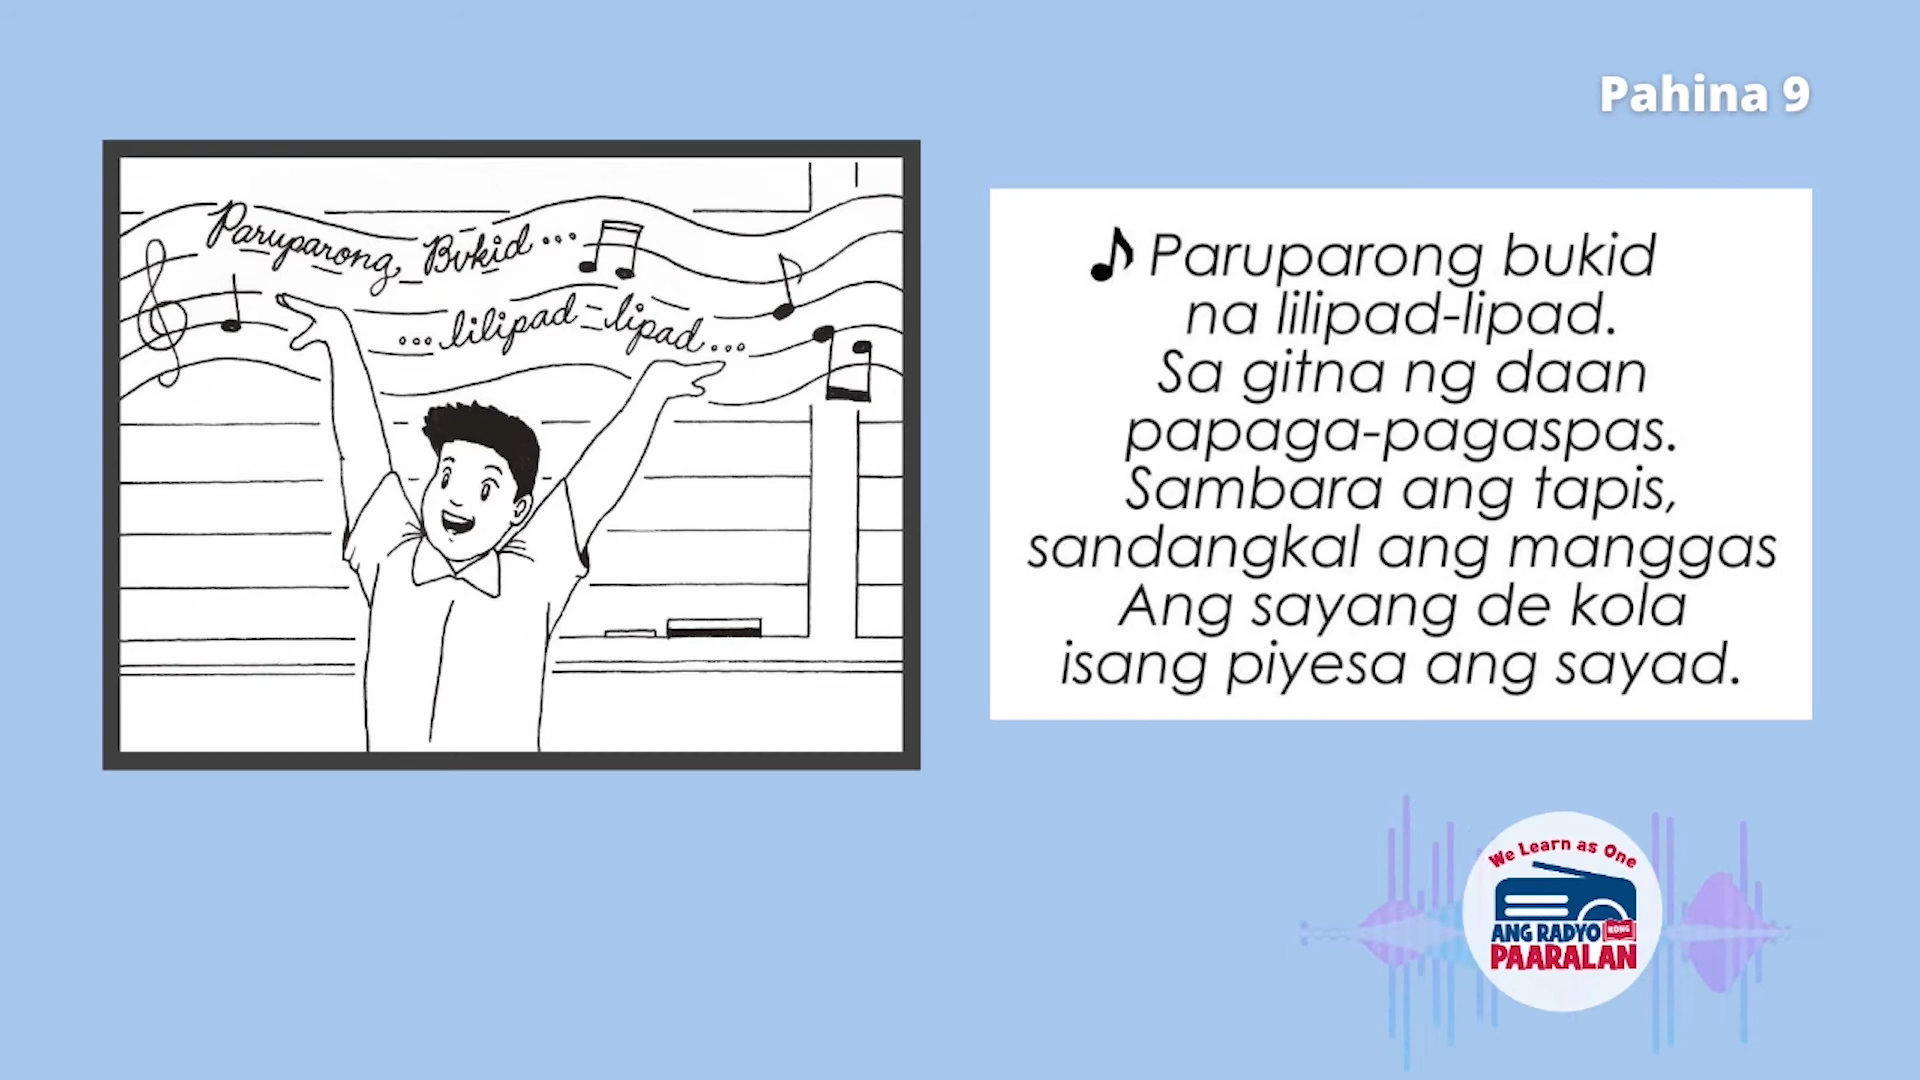 Pahina 9
Paruparong Bukid...
...lilipad-lipad...
Paruparong bukid
na lilipad-lipad.
Sa gitna ng daan
papaga-pagaspas.
Sambara ang tapis,
sandangkal ang manggas
Ang sayang de kola
isang piyesa ang sayad.
We Learn as One
ANG RADYO KONG
PAARALAN